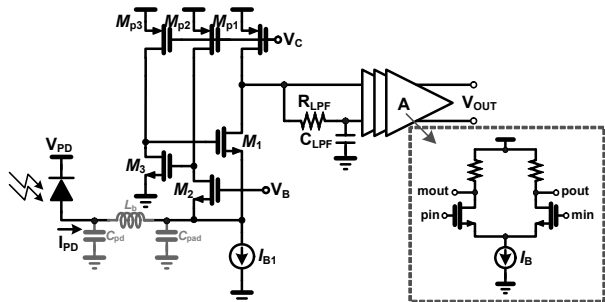 Mp3 Mp2 Mp1
VC
RLPF
CLPF
A
VOUT
M1
M3
M2
VB
VPD
Lb
IPD
Cpd
Cpad
IB1
mout
pout
pin
min
IB